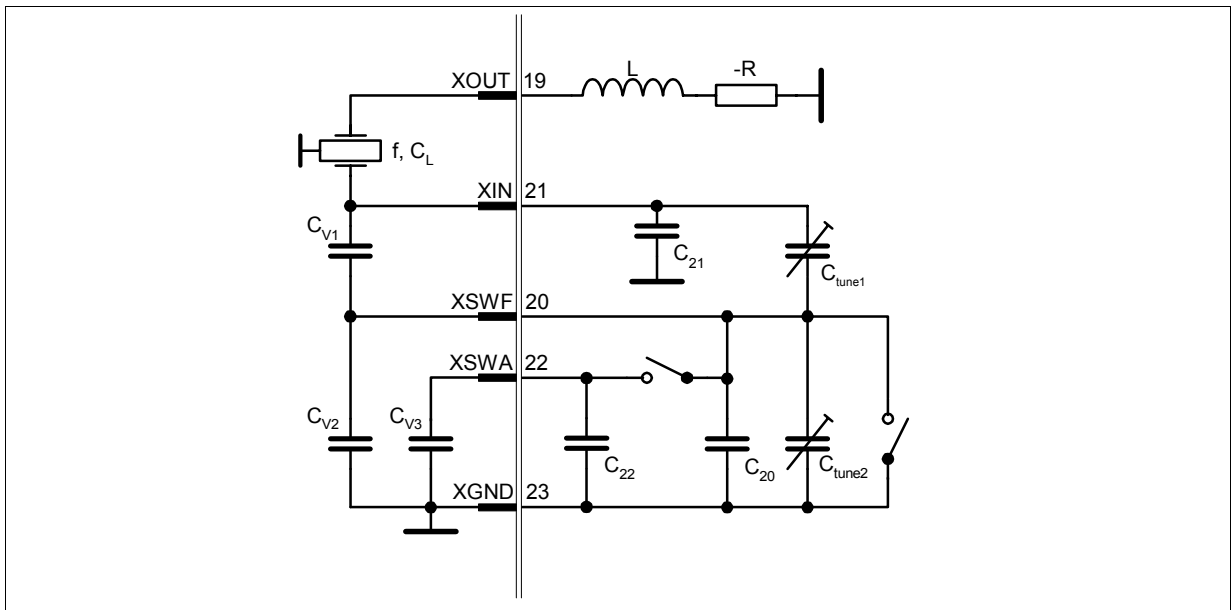 XOUT 19 L -R
f, C_L
XIN 21
C_V1
C_21
C_tune1
XSWF 20
XSWA 22
C_V2 C_V3
C_22
C_20
C_tune2
XGND 23